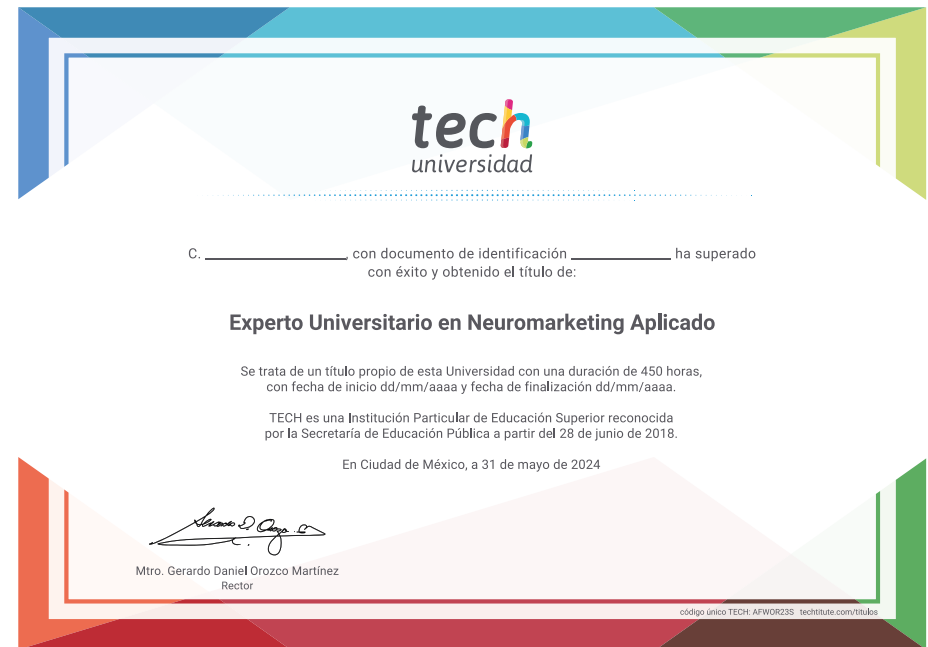 tech
universidad
C. __________________, con documento de identificación _____________ ha superado
con éxito y obtenido el título de:
Experto Universitario en Neuromarketing Aplicado
Se trata de un título propio de esta Universidad con una duración de 450 horas,
con fecha de inicio dd/mm/aaaa y fecha de finalización dd/mm/aaaa.
TECH es una Institución Particular de Educación Superior reconocida
por la Secretaría de Educación Pública a partir del 28 de junio de 2018.
En Ciudad de México, a 31 de mayo de 2024
Mtro. Gerardo Daniel Orozco Martínez
Rector
código único TECH: AFWOR23S techtitute.com/titulos